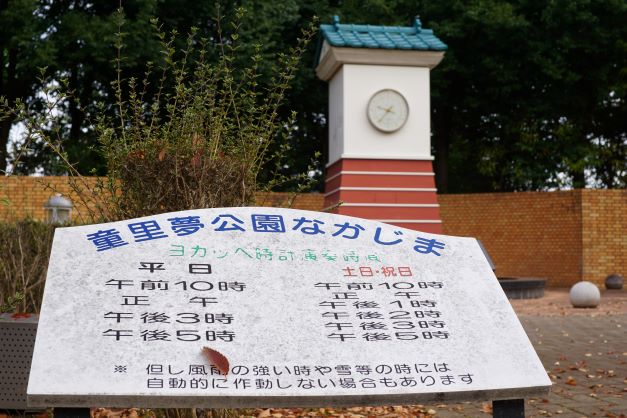 童里夢公園なかじま
ヨカッペ時計演奏時間
平日
午前10時
正午
午後3時
午後5時
土日・祝日
午前10時
正午
午後1時
午後2時
午後3時
午後5時
※ 但し風雨の強い時や雪等の時には
自動的に作動しない場合もあります